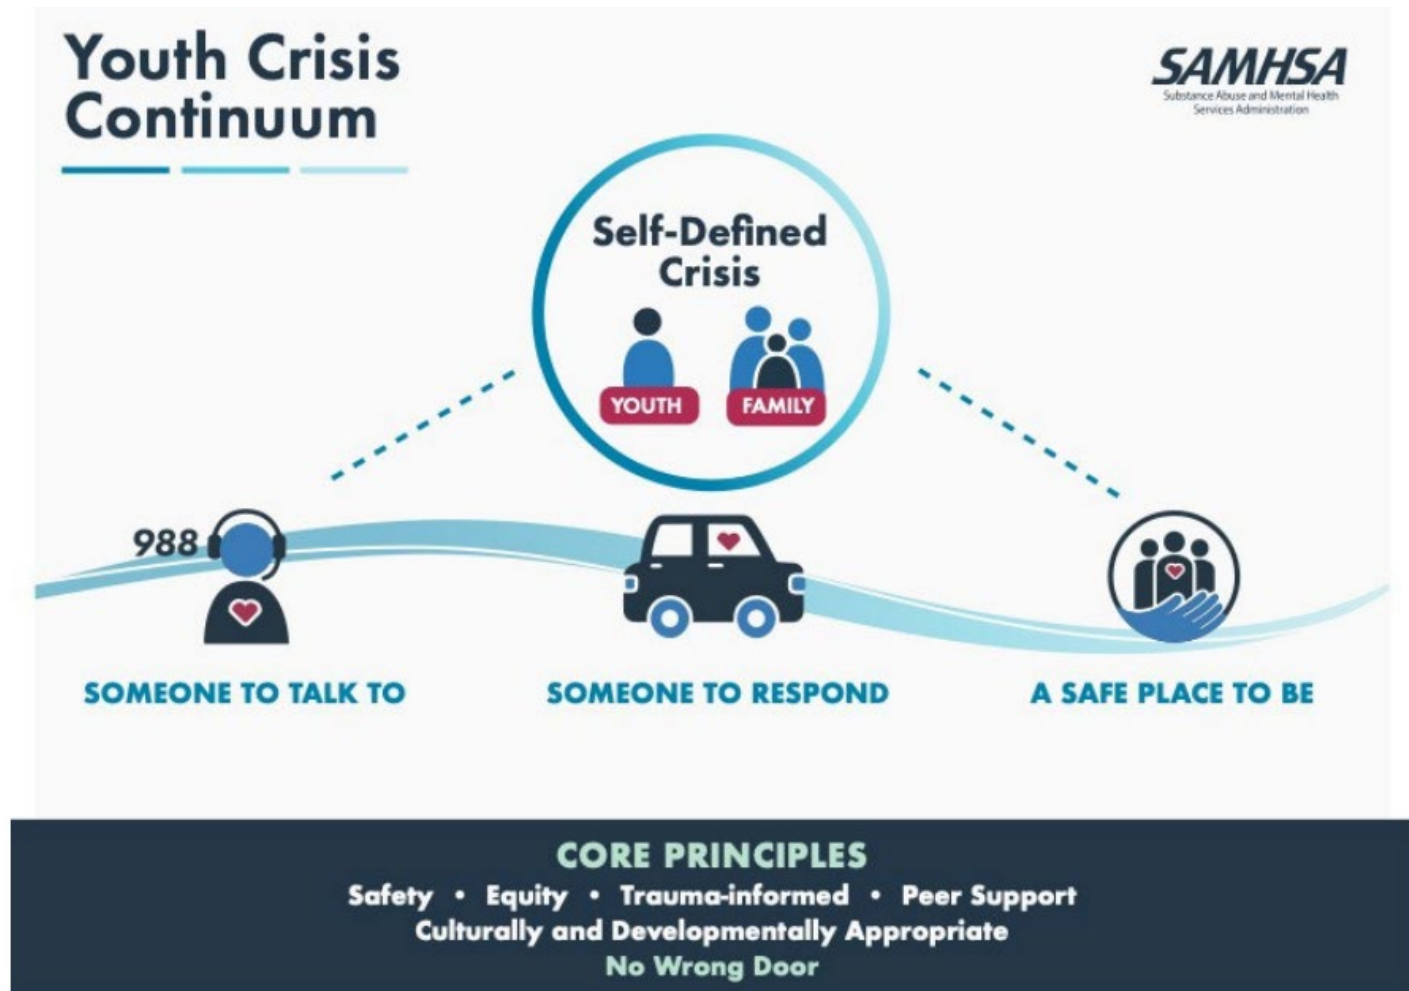 Youth Crisis
Continuum
SAMHSA
Substance Abuse and Mental Health
Services Administration
Self-Defined
Crisis
YOUTH
FAMILY
988
SOMEONE TO TALK TO
SOMEONE TO RESPOND
A SAFE PLACE TO BE
CORE PRINCIPLES
Safety • Equity • Trauma-informed • Peer Support
Culturally and Developmentally Appropriate
No Wrong Door